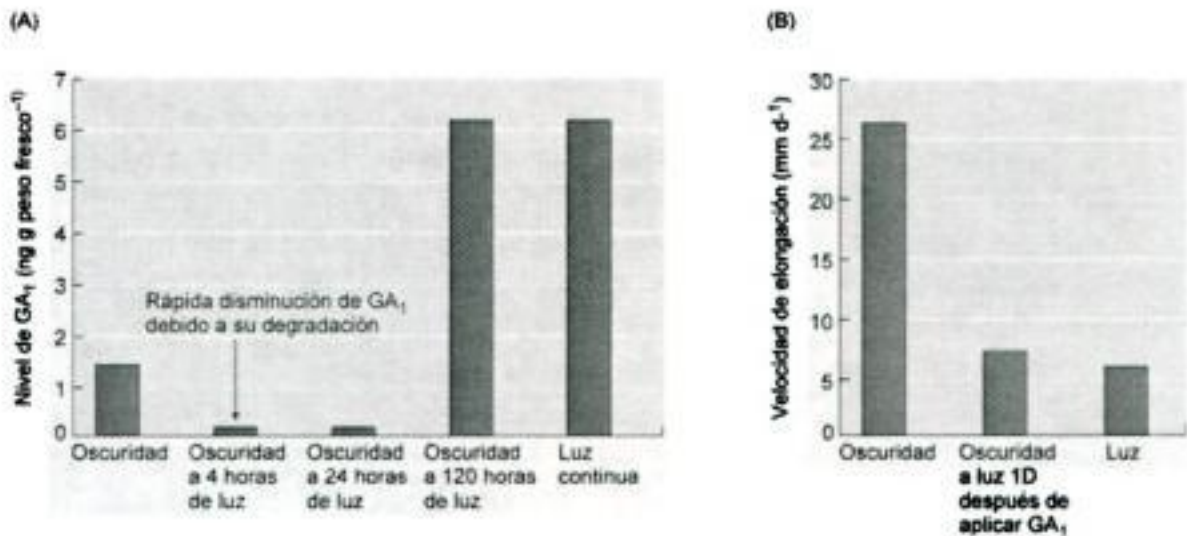 (A)
Nivel de GA₁ (ng g peso fresco⁻¹)
7
6
5
4
3
2
1
0
Rápida disminución de GA₁
debido a su degradación
Oscuridad
Oscuridad
a 4 horas
de luz
Oscuridad
a 24 horas
de luz
Oscuridad
a 120 horas
de luz
Luz
continua
(B)
Velocidad de elongación (mm d-¹)
30
25
20
15
10
5
0
Oscuridad
Oscuridad
a luz 1D
después de
aplicar GA₁
Luz